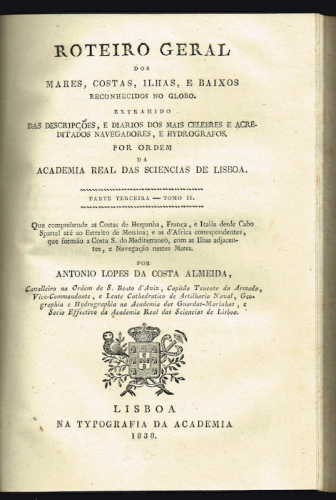 ROTEIRO GERAL
DOS
MARES, COSTAS, ILHAS, E BAIXOS
RECONHECIDOS NO GLOBO.
EXTRAHIDO
DAS DESCRIPÇÕES, E DIARIOS DOS MAIS CELEBRES E ACRE-
DITADOS NAVEGADORES, E HYDROGRAFOS.
POR ORDEM
DA
ACADEMIA REAL DAS SCIENCIAS DE LISBOA.
PARTE TERCEIRA — TOMO II.
Que comprehende as Costas de Hespanha, França, e Italia desde Cabo
Spartel até ao Estreito de Messina; e as d'Africa correspondentes,
que formão a Costa S. do Mediterraneo, com as Ilhas adjacen-
tes, e Navegação nestes Mares.
POR
ANTONIO LOPES DA COSTA ALMEIDA,
Cavalleiro na Ordem de S. Bento d'Aviz, Capitão Tenente da Armada,
Vice-Commandante, e Lente Cathedratico de Artilharia Naval, Geo-
graphia e Hydrographia na Academia dos Guardas-Marinhas, e
Socio Effectivo da Academia Real das Sciencias de Lisboa.
LISBOA
NA TYPOGRAFIA DA ACADEMIA
1838.